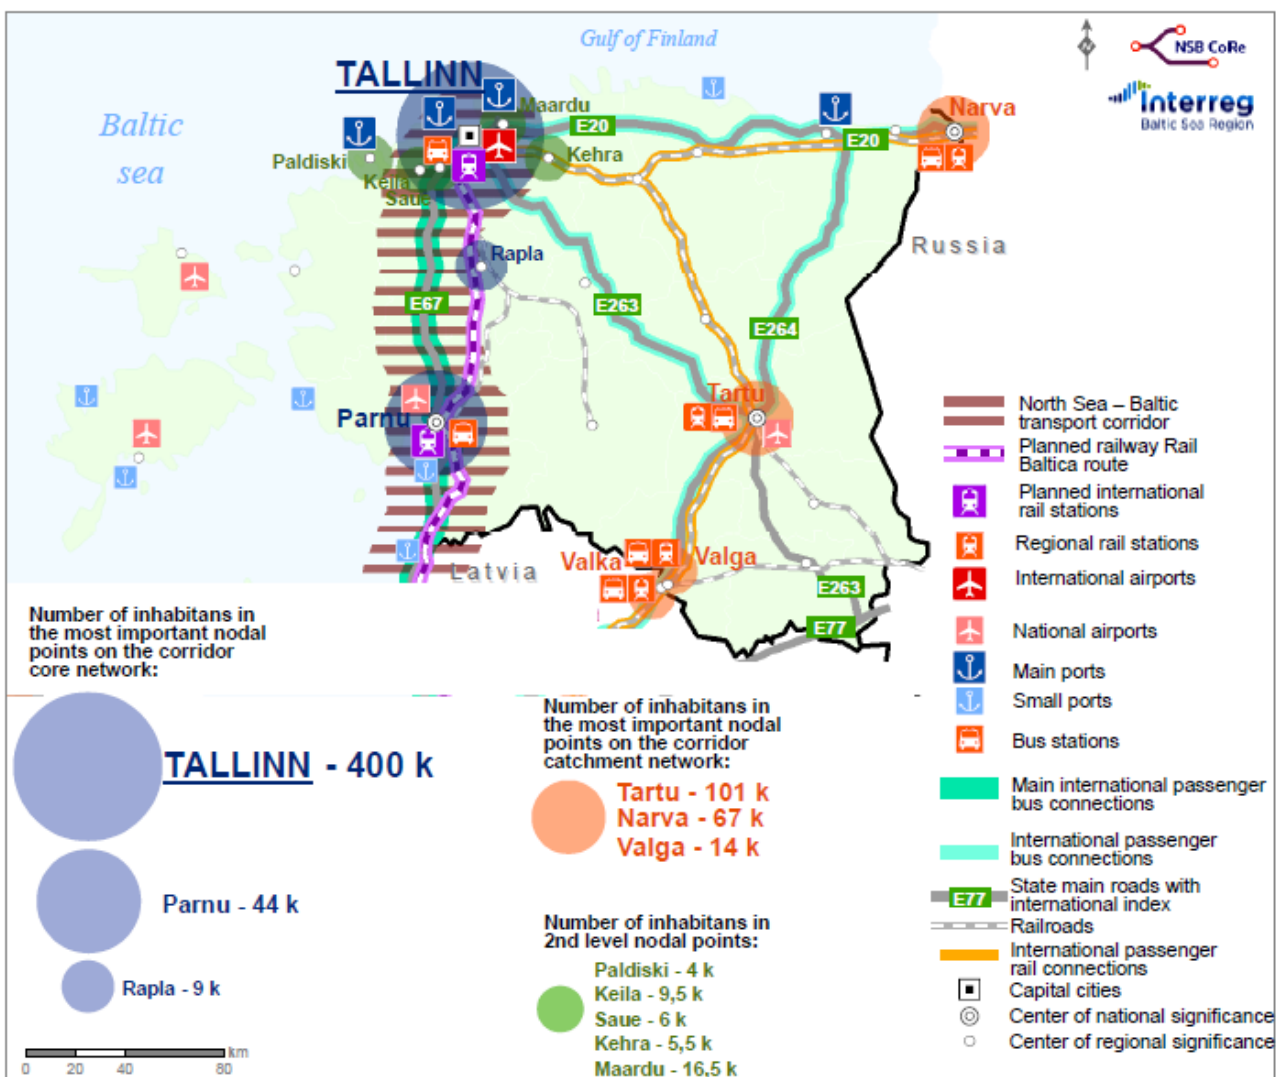 Gulf of Finland
NSB CoRe
Interreg
Baltic Sea Region
TALLINN
Baltic
sea
Maardu
Narva
E20
E20
Paldiski
Kehra
Keila
Saue
Russia
Rapla
E67
E263
E264
Tartu
Parnu
Valka
Valga
Latvia
E263
E77
North Sea – Baltic
transport corridor
Planned railway Rail
Baltica route
Planned international
rail stations
Regional rail stations
International airports
National airports
Main ports
Small ports
Bus stations
Main international passenger
bus connections
International passenger
bus connections
E77
State main roads with
international index
Railroads
International passenger
rail connections
Capital cities
Center of national significance
Center of regional significance
Number of inhabitans in
the most important nodal
points on the corridor
core network:
TALLINN - 400 k
Parnu - 44 k
Rapla - 9 k
Number of inhabitans in
the most important nodal
points on the corridor
catchment network:
Tartu - 101 k
Narva - 67 k
Valga - 14 k
Number of inhabitans in
2nd level nodal points:
Paldiski - 4 k
Keila - 9,5 k
Saue - 6 k
Kehra - 5,5 k
Maardu - 16,5 k
km
0 20 40 80